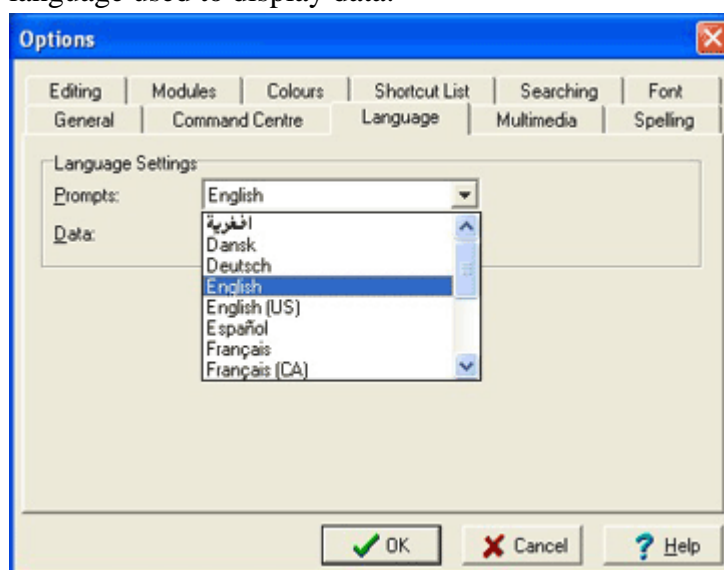 language used to display data.
Options
Editing Modules Colours Shortcut List Searching Font
General Command Centre Language Multimedia Spelling
Language Settings
Prompts: English
افغرية
Data:
Dansk
Deutsch
English
English (US)
Español
Français
Français (CA)
OK Cancel Help